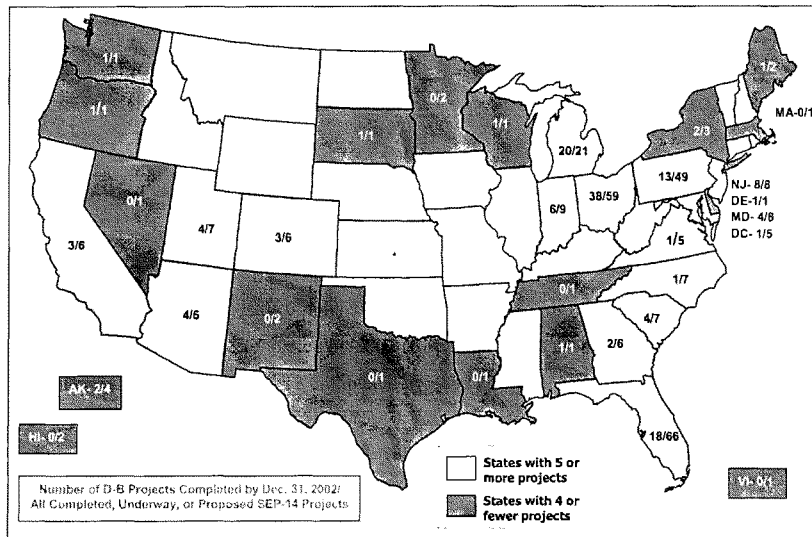 1/1
1/1
0/2
1/1
1/1
1/2
MA-0/1
2/3
20/21
13/49
NJ- 8/8
DE-1/1
MD- 4/6
DC- 1/5
0/1
6/9
38/59
3/6
4/7
3/6
1/5
0/1
1/7
4/6
0/2
4/7
1/1
2/6
0/1
0/1
AK- 2/4
18/66
HI- 0/2
States with 5 or
more projects
VI- 0/1
Number of D-B Projects Completed by Dec. 31, 2002/
All Completed, Underway, or Proposed SEP-14 Projects
States with 4 or
fewer projects